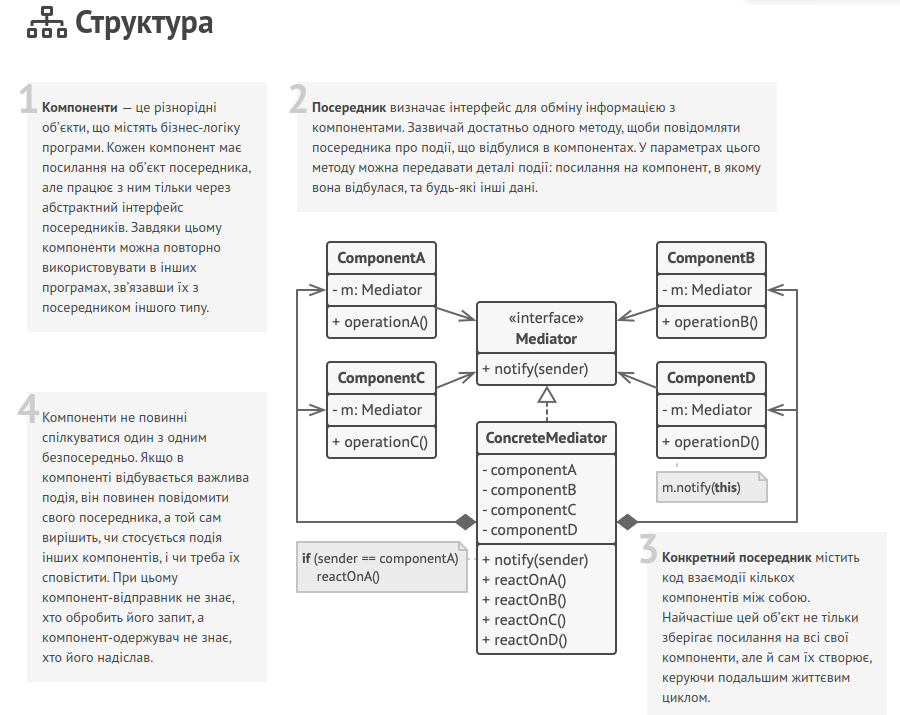 Структура
1
Компоненти — це різнорідні
об'єкти, що містять бізнес-логіку
програми. Кожен компонент має
посилання на об'єкт посередника,
але працює з ним тільки через
абстрактний інтерфейс
посередників. Завдяки цьому
компоненти можна повторно
використовувати в інших
програмах, зв'язавши їх з
посередником іншого типу.
2
Посередник визначає інтерфейс для обміну інформацією з
компонентами. Зазвичай достатньо одного методу, щоби повідомляти
посередника про події, що відбулися в компонентах. У параметрах цього
методу можна передавати деталі події: посилання на компонент, в якому
вона відбулася, та будь-які інші дані.
ComponentA
- m: Mediator
+ operationA()
ComponentB
- m: Mediator
+ operationB()
«interface»
Mediator
+ notify(sender)
ComponentC
- m: Mediator
+ operationC()
ComponentD
- m: Mediator
+ operationD()
m.notify(this)
ConcreteMediator
- componentA
- componentB
- componentC
- componentD
+ notify(sender)
+ reactOnA()
+ reactOnB()
+ reactOnC()
+ reactOnD()
if (sender == componentA)
reactOnA()
4
Компоненти не повинні
спілкуватися один з одним
безпосередньо. Якщо в
компоненті відбувається важлива
подія, він повинен повідомити
свого посередника, а той сам
вирішить, чи стосується подія
інших компонентів, і чи треба їх
сповістити. При цьому
компонент-відправник не знає,
хто обробить його запит, а
компонент-одержувач не знає,
хто його надіслав.
3
Конкретний посередник містить
код взаємодії кількох
компонентів між собою.
Найчастіше цей об'єкт не тільки
зберігає посилання на всі свої
компоненти, але й сам їх створює,
керуючи подальшим життєвим
циклом.